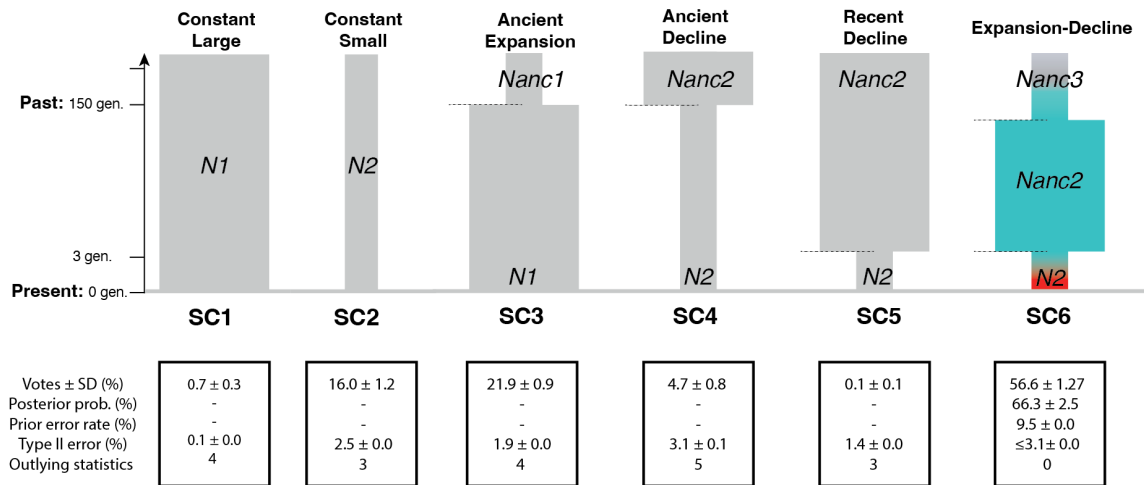 Constant Large
Constant Small
Ancient Expansion
Ancient Decline
Recent Decline
Expansion-Decline
Past: 150 gen.
3 gen.
Present: 0 gen.
N1
N2
Nanc1
N1
Nanc2
N2
Nanc2
N2
Nanc3
Nanc2
N2
SC1 SC2 SC3 SC4 SC5 SC6
Votes ± SD (%) 0.7 ± 0.3 16.0 ± 1.2 21.9 ± 0.9 4.7 ± 0.8 0.1 ± 0.1 56.6 ± 1.27
Posterior prob. (%) - - - - - 66.3 ± 2.5
Prior error rate (%) - - - - - 9.5 ± 0.0
Type II error (%) 0.1 ± 0.0 2.5 ± 0.0 1.9 ± 0.0 3.1 ± 0.1 1.4 ± 0.0 ≤3.1± 0.0
Outlying statistics 4 3 4 5 3 0